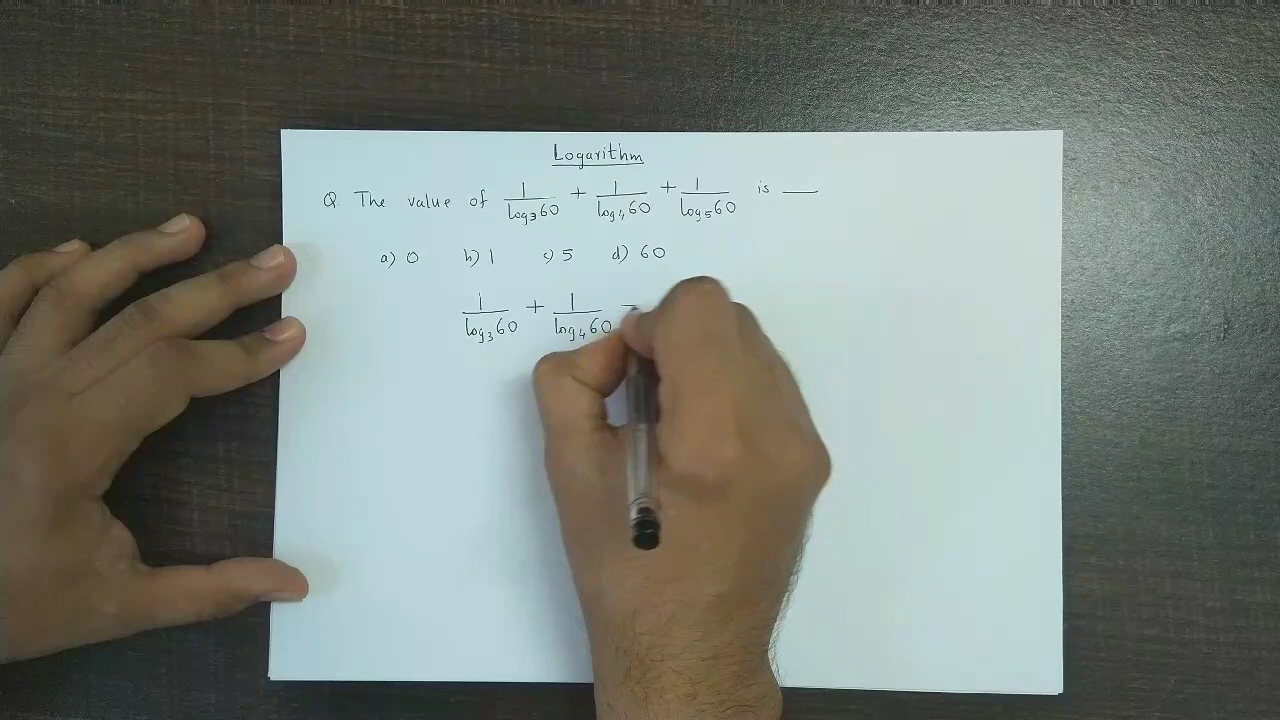 Logarithm
Q. The value of 1/log₃60 + 1/log₄60 + 1/log₅60 is __
a) 0 b) 1 c) 5 d) 60
1/log₃60 + 1/log₄60